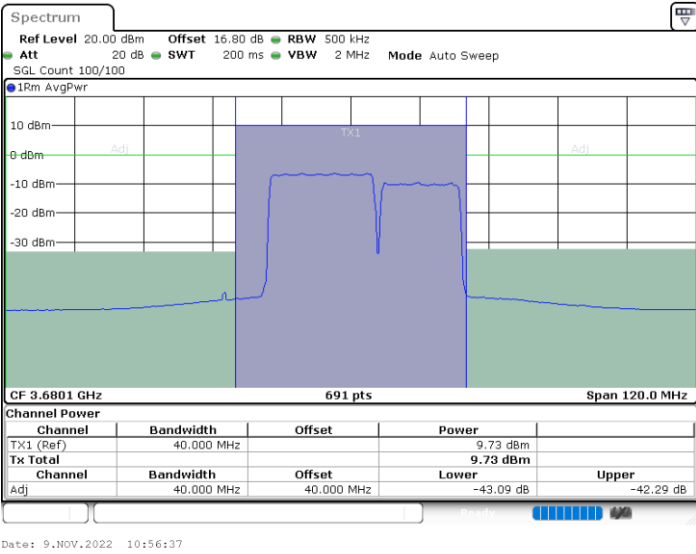 Spectrum
Ref Level 20.00 dBm Offset 16.80 dB RBW 500 kHz
Att 20 dB SWT 200 ms VBW 2 MHz Mode Auto Sweep
SGL Count 100/100
1Rm AvgPwr
10 dBm
TX1
Adj
Adj
0 dBm
-10 dBm
-20 dBm
-30 dBm
CF 3.6801 GHz 691 pts Span 120.0 MHz
Channel Power
Channel Bandwidth Offset Power
TX1 (Ref) 40.000 MHz 9.73 dBm
Tx Total 9.73 dBm
Channel Bandwidth Offset Lower Upper
Adj 40.000 MHz 40.000 MHz -43.09 dB -42.29 dB
Ready
Date: 9.NOV.2022 10:56:37